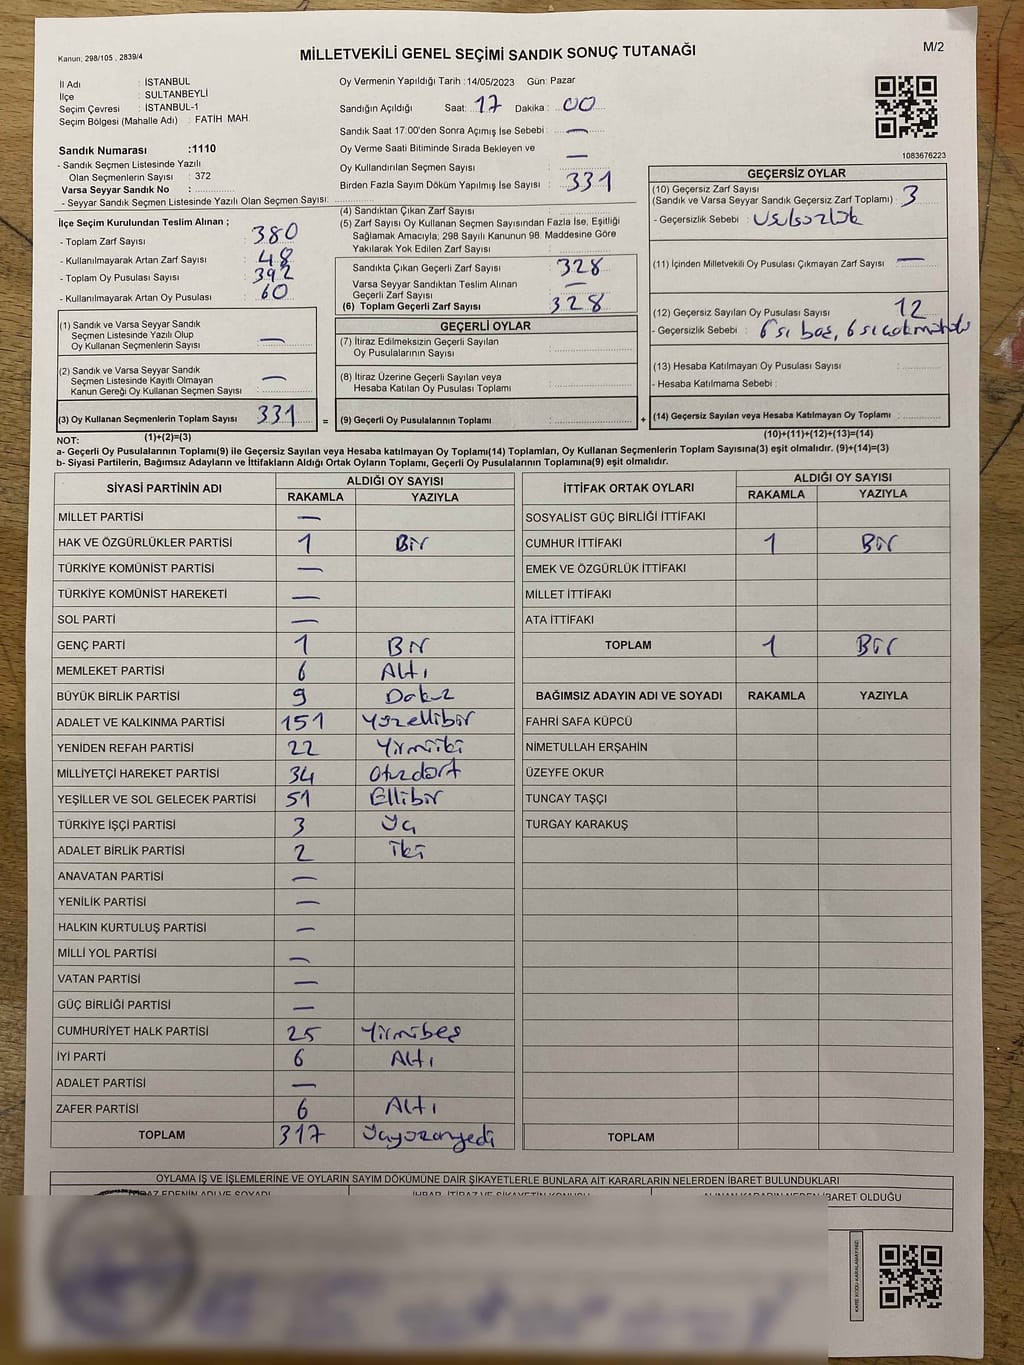 Kanun; 298/105 . 2839/4
MİLLETVEKİLİ GENEL SEÇİMİ SANDIK SONUÇ TUTANAĞI
M/2
İl Adı : İSTANBUL
İlçe : SULTANBEYLİ
Seçim Çevresi : İSTANBUL-1
Seçim Bölgesi (Mahalle Adı) : FATİH MAH.
Sandık Numarası :1110
- Sandık Seçmen Listesinde Yazılı
Olan Seçmenlerin Sayısı : 372
Varsa Seyyar Sandık No :
- Seyyar Sandık Seçmen Listesinde Yazılı Olan Seçmen Sayısı:
Oy Vermenin Yapıldığı Tarih :14/05/2023 Gün: Pazar
Sandığın Açıldığı Saat: 17 Dakika : 00
Sandık Saat 17:00'den Sonra Açımış İse Sebebi : —
Oy Verme Saati Bitiminde Sırada Bekleyen ve
Oy Kullandırılan Seçmen Sayısı : —
Birden Fazla Sayım Döküm Yapılmış İse Sayısı : 331
1083676223
İlçe Seçim Kurulundan Teslim Alınan ;
- Toplam Zarf Sayısı : 380
- Kullanılmayarak Artan Zarf Sayısı : 48
- Toplam Oy Pusulası Sayısı : 392
- Kullanılmayarak Artan Oy Pusulası : 60
(1) Sandık ve Varsa Seyyar Sandık
Seçmen Listesinde Yazılı Olup
Oy Kullanan Seçmenlerin Sayısı : —
(2) Sandık ve Varsa Seyyar Sandık
Seçmen Listesinde Kayıtlı Olmayan
Kanun Gereği Oy Kullanan Seçmen Sayısı : —
(3) Oy Kullanan Seçmenlerin Toplam Sayısı 331 =
(1)+(2)=(3)
(4) Sandıktan Çıkan Zarf Sayısı :
(5) Zarf Sayısı Oy Kullanan Seçmen Sayısından Fazla İse, Eşitliği
Sağlamak Amacıyla, 298 Sayılı Kanunun 98. Maddesine Göre
Yakılarak Yok Edilen Zarf Sayısı :
Sandıkta Çıkan Geçerli Zarf Sayısı : 328
Varsa Seyyar Sandıktan Teslim Alınan
Geçerli Zarf Sayısı : —
(6) Toplam Geçerli Zarf Sayısı : 328
GEÇERLİ OYLAR
(7) İtiraz Edilmeksizin Geçerli Sayılan
Oy Pusulalarının Sayısı :
(8) İtiraz Üzerine Geçerli Sayılan veya
Hesaba Katılan Oy Pusulası Toplamı :
(9) Geçerli Oy Pusulalarının Toplamı : +
GEÇERSİZ OYLAR
(10) Geçersiz Zarf Sayısı
(Sandık ve Varsa Seyyar Sandık Geçersiz Zarf Toplamı) : 3
- Geçersizlik Sebebi :
(11) İçinden Milletvekili Oy Pusulası Çıkmayan Zarf Sayısı : —
(12) Geçersiz Sayılan Oy Pusulası Sayısı : 12
- Geçersizlik Sebebi : 6 sı boş, 6 sı
(13) Hesaba Katılmayan Oy Pusulası Sayısı :
- Hesaba Katılmama Sebebi :
(14) Geçersiz Sayılan veya Hesaba Katılmayan Oy Toplamı :
(10)+(11)+(12)+(13)=(14)
NOT:
a- Geçerli Oy Pusulalarının Toplamı(9) ile Geçersiz Sayılan veya Hesaba katılmayan Oy Toplamı(14) Toplamları, Oy Kullanan Seçmenlerin Toplam Sayısına(3) eşit olmalıdır. (9)+(14)=(3)
b- Siyasi Partilerin, Bağımsız Adayların ve İttifakların Aldığı Ortak Oyların Toplamı, Geçerli Oy Pusulalarının Toplamına(9) eşit olmalıdır.
SİYASİ PARTİNİN ADI ALDIĞI OY SAYISI
RAKAMLA YAZIYLA
MİLLET PARTİSİ —
HAK VE ÖZGÜRLÜKLER PARTİSİ 1 Bir
TÜRKİYE KOMÜNİST PARTİSİ —
TÜRKİYE KOMÜNİST HAREKETİ —
SOL PARTİ —
GENÇ PARTİ 1 Bir
MEMLEKET PARTİSİ 6 Altı
BÜYÜK BİRLİK PARTİSİ 9 Dokuz
ADALET VE KALKINMA PARTİSİ 151 Yüzellibir
YENİDEN REFAH PARTİSİ 22 Yirmiiki
MİLLİYETÇİ HAREKET PARTİSİ 34 Otuzdört
YEŞİLLER VE SOL GELECEK PARTİSİ 51 Ellibir
TÜRKİYE İŞÇİ PARTİSİ 3 Üç
ADALET BİRLİK PARTİSİ 2 İki
ANAVATAN PARTİSİ —
YENİLİK PARTİSİ —
HALKIN KURTULUŞ PARTİSİ —
MİLLİ YOL PARTİSİ —
VATAN PARTİSİ —
GÜÇ BİRLİĞİ PARTİSİ —
CUMHURİYET HALK PARTİSİ 25 Yirmibeş
İYİ PARTİ 6 Altı
ADALET PARTİSİ —
ZAFER PARTİSİ 6 Altı
TOPLAM 317 Üçyüzonyedi
İTTİFAK ORTAK OYLARI ALDIĞI OY SAYISI
RAKAMLA YAZIYLA
SOSYALİST GÜÇ BİRLİĞİ İTTİFAKI
CUMHUR İTTİFAKI 1 Bir
EMEK VE ÖZGÜRLÜK İTTİFAKI
MİLLET İTTİFAKI
ATA İTTİFAKI
TOPLAM 1 Bir
BAĞIMSIZ ADAYIN ADI VE SOYADI RAKAMLA YAZIYLA
FAHRİ SAFA KÜPCÜ
NİMETULLAH ERŞAHİN
ÜZEYFE OKUR
TUNCAY TAŞÇI
TURGAY KARAKUŞ
TOPLAM
OYLAMA İŞ VE İŞLEMLERİNE VE OYLARIN SAYIM DÖKÜMÜNE DAİR ŞİKAYETLERLE BUNLARA AİT KARARLARIN NELERDEN İBARET BULUNDUKLARI
İTİRAZ EDENİN ADI VE SOYADI İHBAR, İTİRAZ VE ŞİKAYETİN KONUSU ALINAN KARARIN NEDEN İBARET OLDUĞU
KARE KODU KARALAMAYINIZ!